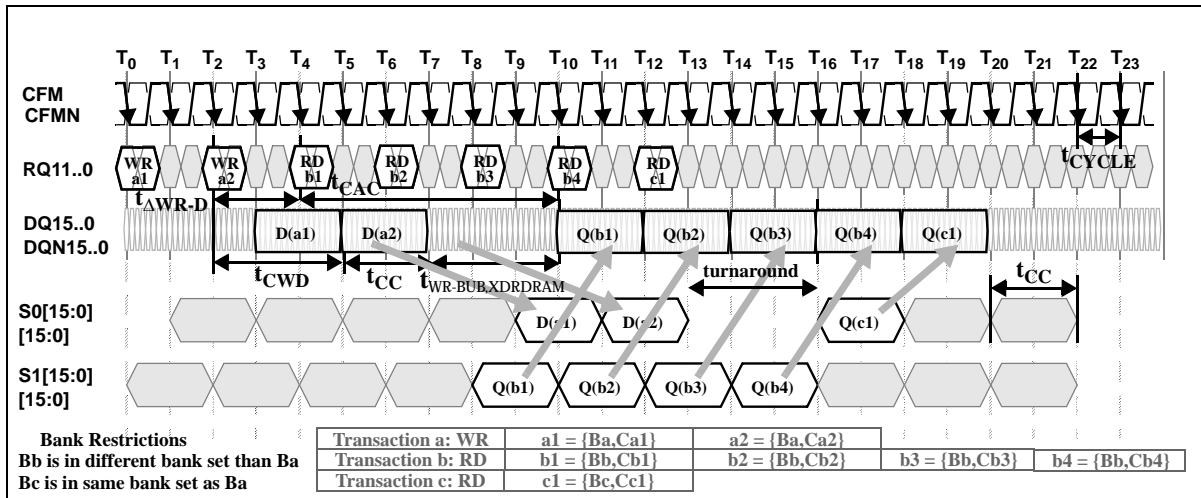 T0 T1 T2 T3 T4 T5 T6 T7 T8 T9 T10 T11 T12 T13 T14 T15 T16 T17 T18 T19 T20 T21 T22 T23
CFM
CFMN
RQ11..0
WR a1
WR a2
RD b1
RD b2
RD b3
RD b4
RD c1
tCYCLE
tΔWR-D
tCAC
DQ15..0
DQN15..0
D(a1) D(a2) Q(b1) Q(b2) Q(b3) Q(b4) Q(c1)
tCWD
tCC
tWR-BUB,XDRDRAM
turnaround
tCC
S0[15:0]
[15:0]
D(a1) D(a2) Q(c1)
S1[15:0]
[15:0]
Q(b1) Q(b2) Q(b3) Q(b4)
Bank Restrictions
Bb is in different bank set than Ba
Bc is in same bank set as Ba
Transaction a: WR a1 = {Ba,Ca1} a2 = {Ba,Ca2}
Transaction b: RD b1 = {Bb,Cb1} b2 = {Bb,Cb2} b3 = {Bb,Cb3} b4 = {Bb,Cb4}
Transaction c: RD c1 = {Bc,Cc1}